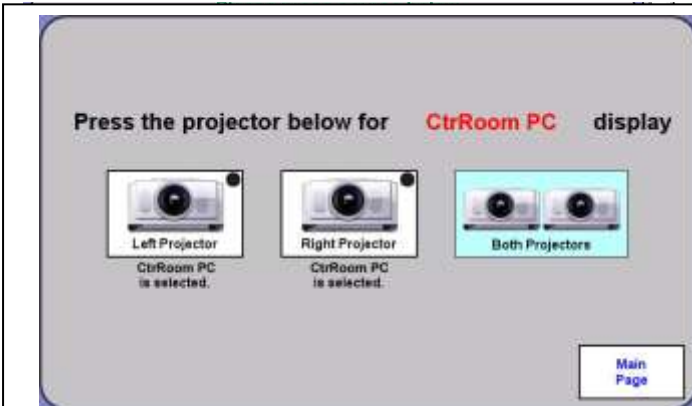 Press the projector below for CtrRoom PC display
Left Projector
Right Projector
Both Projectors
CtrRoom PC
is selected.
CtrRoom PC
is selected.
Main
Page